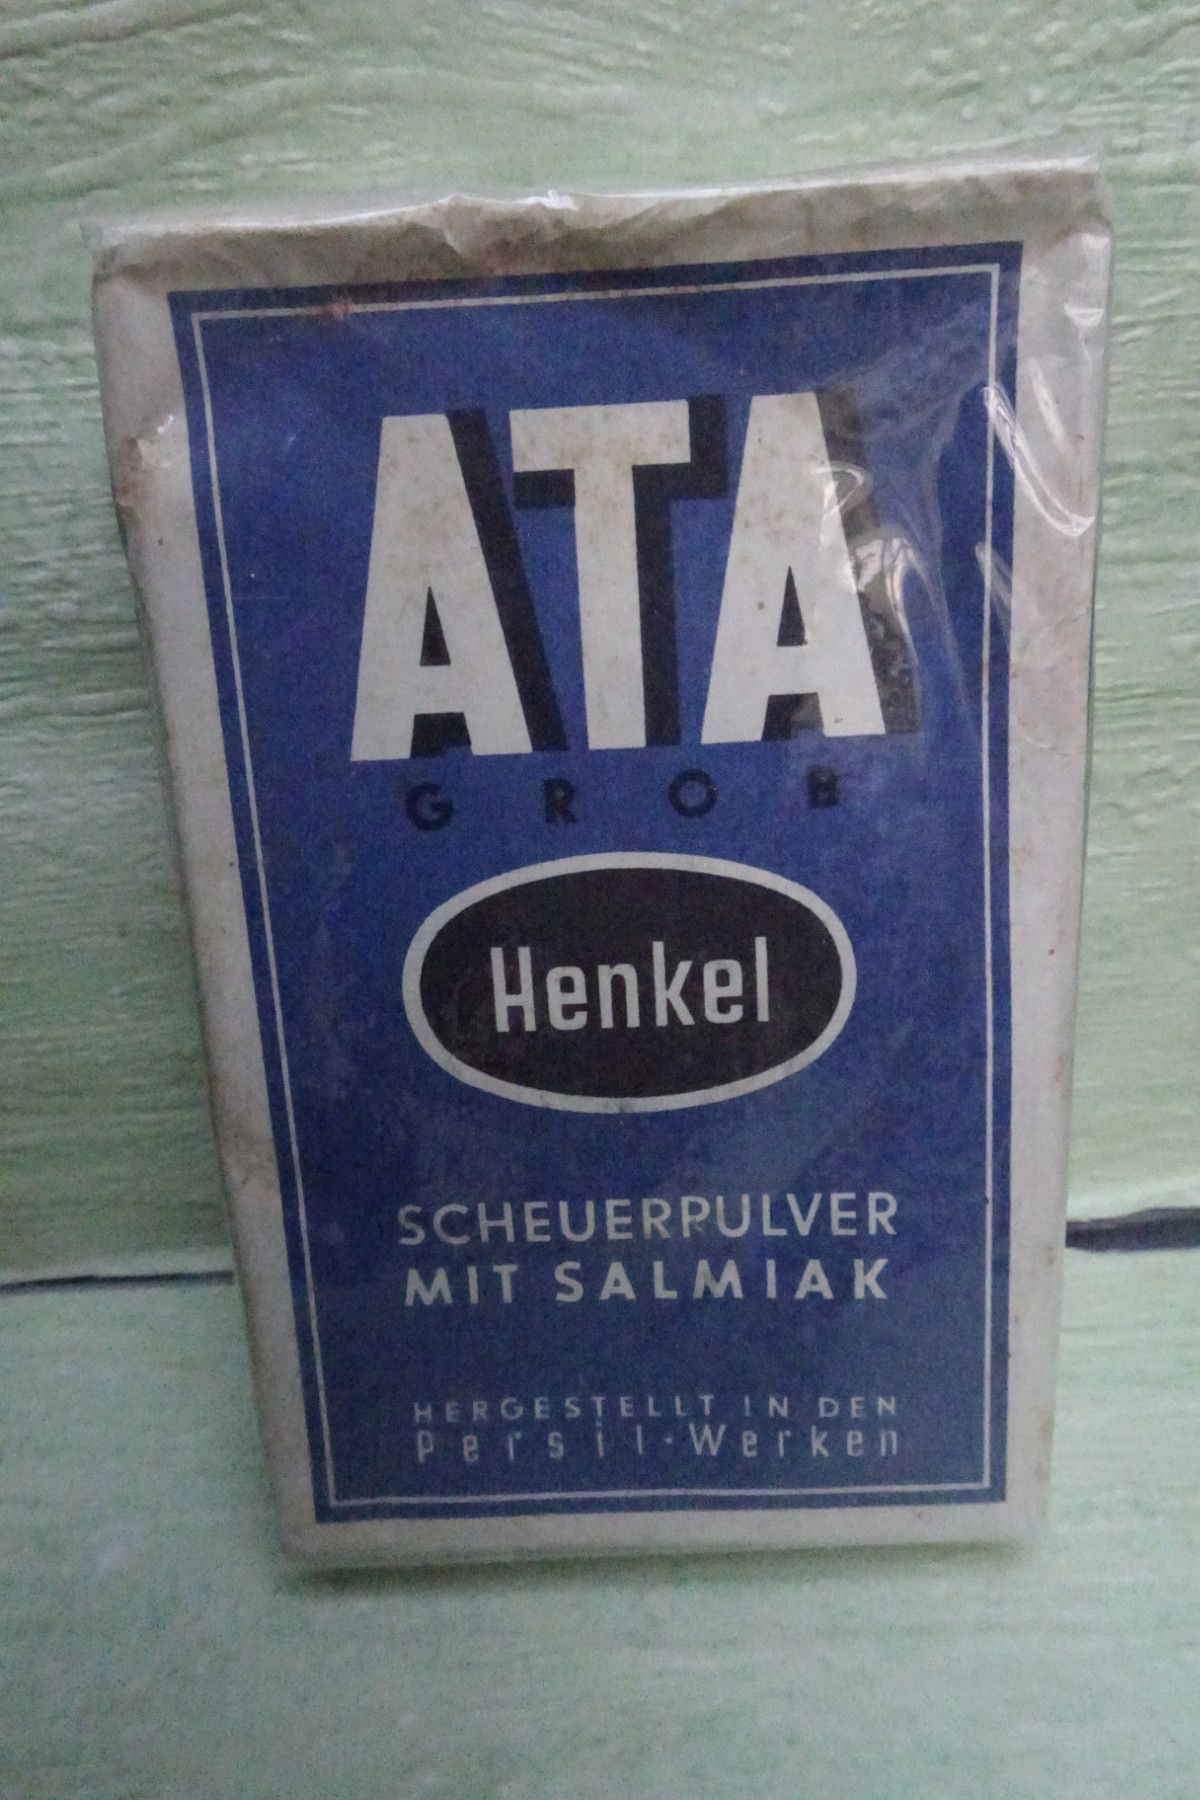 ATA
GROB
Henkel
SCHEUERPULVER
MIT SALMIAK
HERGESTELLT IN DEN
Persil-Werken